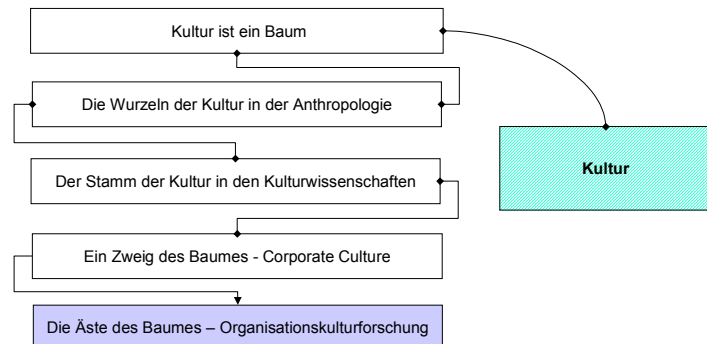 Kultur ist ein Baum
Die Wurzeln der Kultur in der Anthropologie
Kultur
Der Stamm der Kultur in den Kulturwissenschaften
Ein Zweig des Baumes - Corporate Culture
Die Äste des Baumes – Organisationskulturforschung